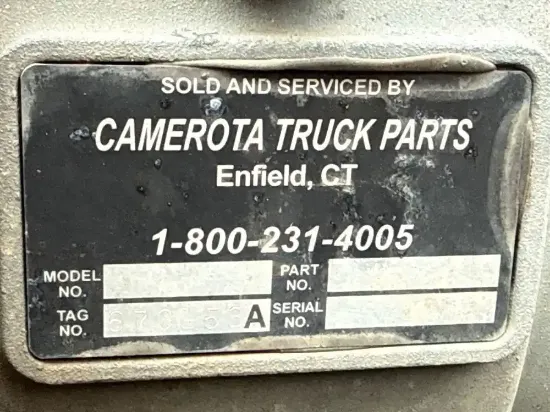 SOLD AND SERVICED BY
CAMEROTA TRUCK PARTS
Enfield, CT
1-800-231-4005
MODEL NO.
PART NO.
TAG NO. A
SERIAL NO.